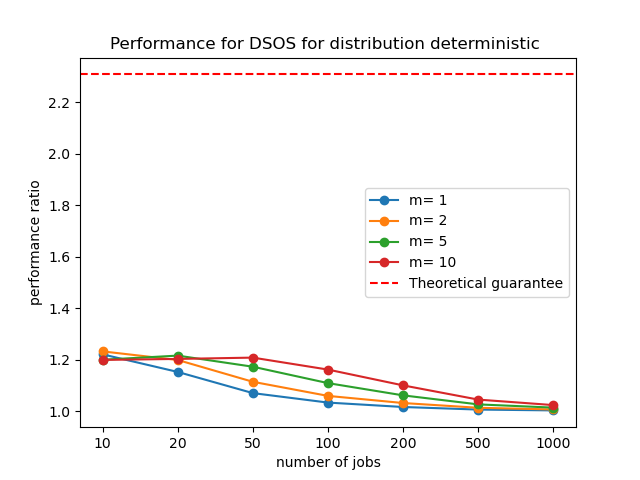 Performance for DSOS for distribution deterministic
performance ratio
2.2
2.0
1.8
1.6
1.4
1.2
1.0
m= 1
m= 2
m= 5
m= 10
Theoretical guarantee
10 20 50 100 200 500 1000
number of jobs